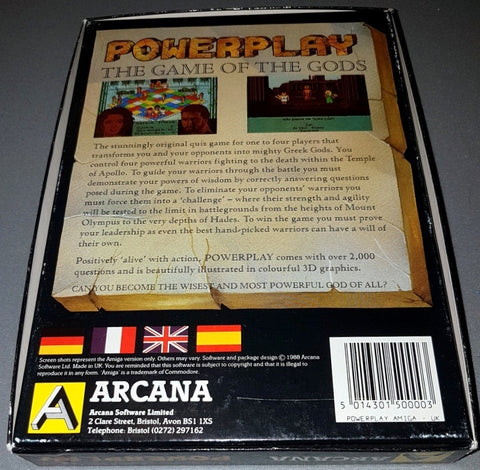 POWERPLAY
THE GAME OF THE GODS
The stunningly original quiz game for one to four players that
transforms you and your opponents into mighty Greek Gods. You
control four powerful warriors fighting to the death within the Temple
of Apollo. To guide your warriors through the battle you must
demonstrate your powers of wisdom by correctly answering questions
posed during the game. To eliminate your opponents' warriors you
must force them into a 'challenge' – where their strength and agility
will be tested to the limit in battlegrounds from the heights of Mount
Olympus to the very depths of Hades. To win the game you must prove
your leadership as even the best hand-picked warriors can have a will of
their own.
Positively 'alive' with action, POWERPLAY comes with over 2,000
questions and is beautifully illustrated in colourful 3D graphics.
CAN YOU BECOME THE WISEST AND MOST POWERFUL GOD OF ALL?
Screen shots represent the Amiga version only. Others may vary. Software and package design © 1988 Arcana
Software Ltd. Made in UK. You are reminded that this software is subject to copyright and that it is illegal to
reproduce it in any form. 'Amiga' is a trademark of Commodore.
A
ARCANA
Arcana Software Limited
2 Clare Street, Bristol, Avon BS1 1XS
Telephone: Bristol (0272) 297162
5 014301 500003
POWERPLAY AMIGA - UK